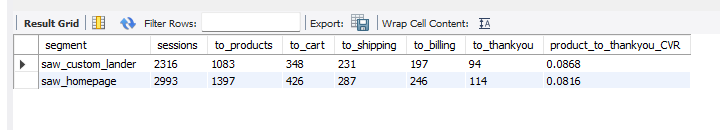 Result Grid Filter Rows: Export: Wrap Cell Content: IA
segment sessions to_products to_cart to_shipping to_billing to_thankyou product_to_thankyou_CVR
saw_custom_lander 2316 1083 348 231 197 94 0.0868
saw_homepage 2993 1397 426 287 246 114 0.0816